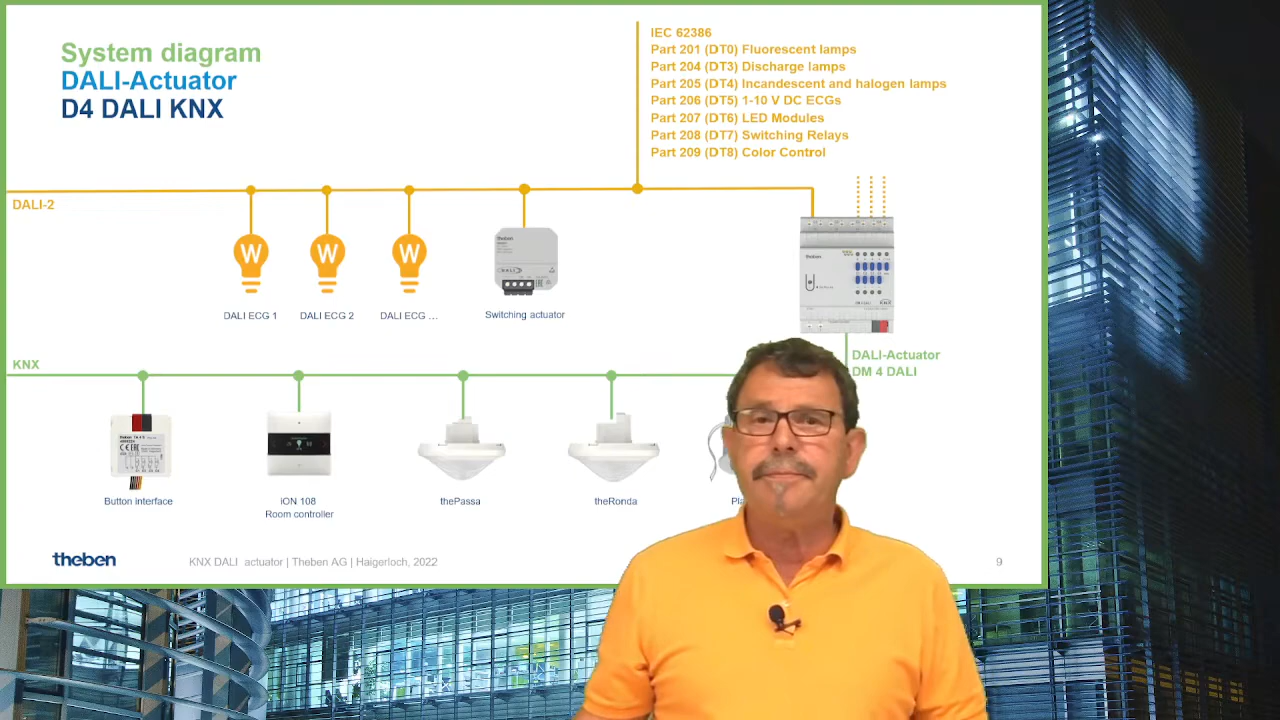 System diagram
DALI-Actuator
D4 DALI KNX
IEC 62386
Part 201 (DT0) Fluorescent lamps
Part 204 (DT3) Discharge lamps
Part 205 (DT4) Incandescent and halogen lamps
Part 206 (DT5) 1-10 V DC ECGs
Part 207 (DT6) LED Modules
Part 208 (DT7) Switching Relays
Part 209 (DT8) Color Control
DALI-2
W
W
W
theben
DALI
theben
DALI ECG 1
DALI ECG 2
DALI ECG ...
Switching actuator
KNX
DALI-Actuator
DM 4 DALI
Button interface
iON 108
Room controller
thePassa
theRonda
theben
KNX DALI actuator | Theben AG | Haigerloch, 2022
9